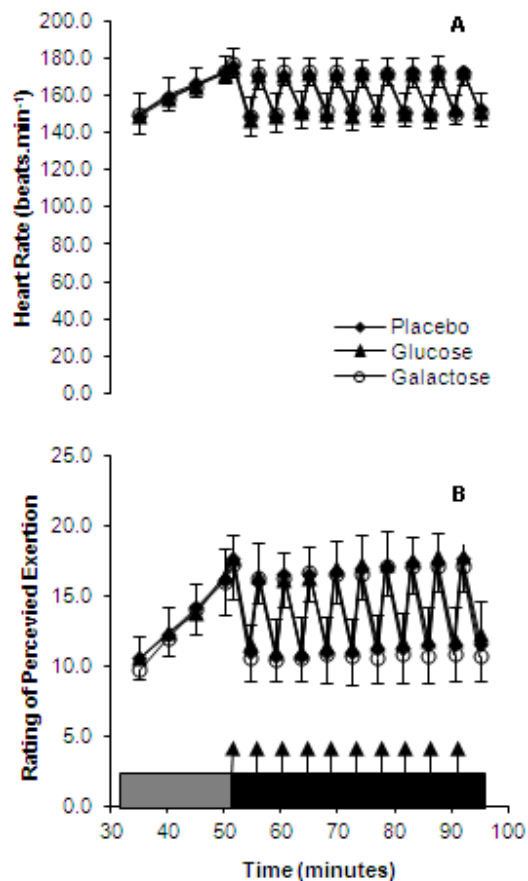 A
200.0
180.0
160.0
140.0
120.0
100.0
80.0
60.0
40.0
20.0
0.0
Heart Rate (beats.min⁻¹)
Placebo
Glucose
Galactose
B
25.0
20.0
15.0
10.0
5.0
0.0
Rating of Percevied Exertion
30 40 50 60 70 80 90 100
Time (minutes)